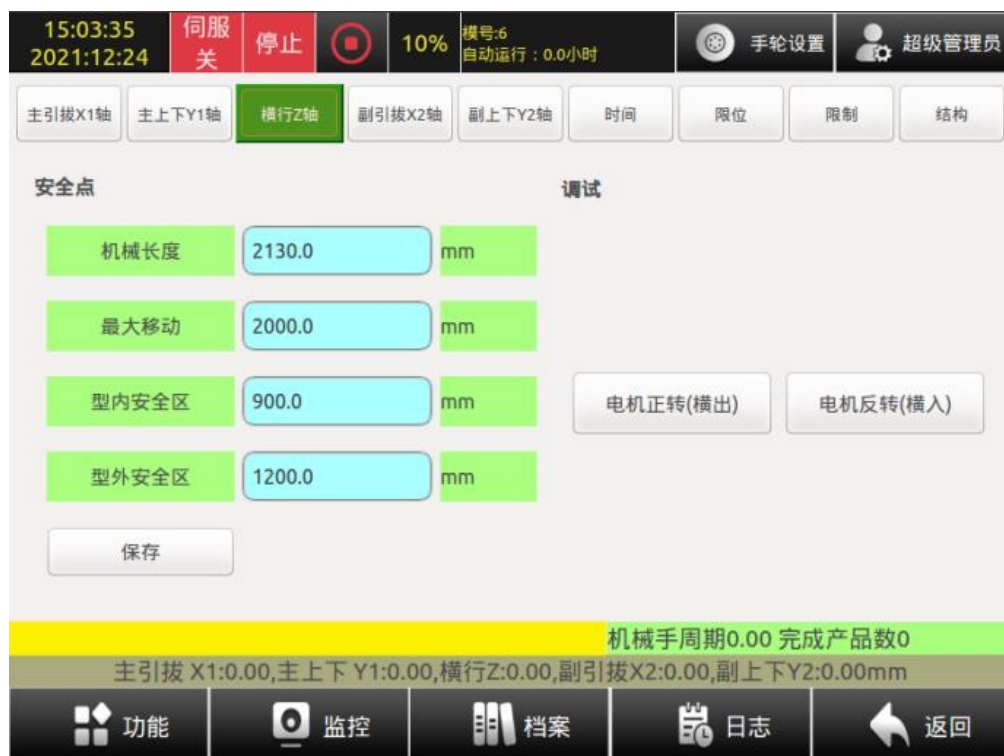 15:03:35 伺服 停止 10% 模号:6 手轮设置 超级管理员
2021:12:24 关 自动运行：0.0小时
主引拔X1轴 主上下Y1轴 横行Z轴 副引拔X2轴 副上下Y2轴 时间 限位 限制 结构
安全点 调试
机械长度 2130.0 mm
最大移动 2000.0 mm
型内安全区 900.0 mm 电机正转(横出) 电机反转(横入)
型外安全区 1200.0 mm
保存
机械手周期0.00 完成产品数0
主引拔 X1:0.00,主上下 Y1:0.00,横行Z:0.00,副引拔X2:0.00,副上下Y2:0.00mm
功能 监控 档案 日志 返回